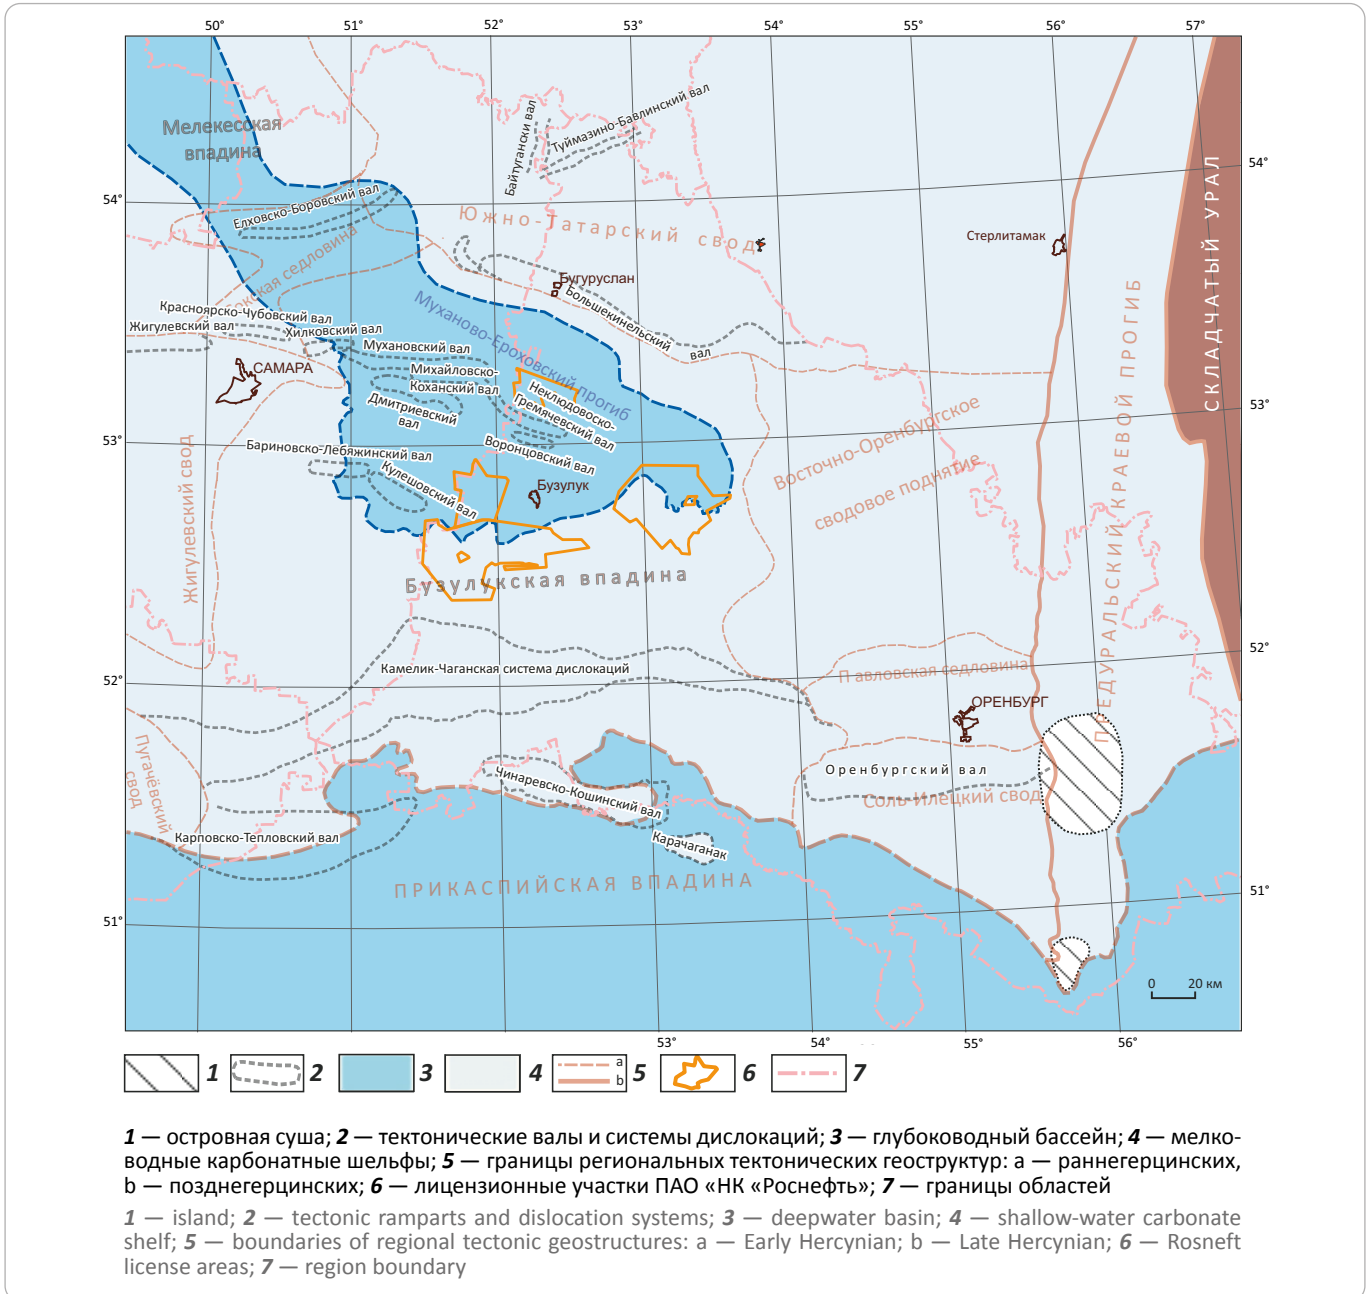 50°
51°
52°
53°
54°
55°
56°
57°
Мелекесская
впадина
Байтугански вал
Туймазино-Бавлинский вал
СКЛАДЧАТЫЙ УРАЛ
54°
54°
Елховско-Боровский вал
Южно-Татарский свод
Стерлитамак
седловина
Бугуруслан
Большекинельский
вал
Муханово-Ероховский прогиб
Красноярско-Чубовский вал
Жигулевский вал
Хилковский вал
Мухановский вал
САМАРА
Михайловско-
Коханский вал
Неклюдовоско-
Гремячевский вал
Дмитриевский
вал
ПРЕДУРАЛЬСКИЙ КРАЕВОЙ ПРОГИБ
53°
53°
Восточно-Оренбургское
сводовое поднятие
Бариновско-Лебяжинский вал
Воронцовский вал
Кулешовский вал
Бузулук
Жигулевский свод
Бузулукская впадина
52°
52°
Камелик-Чаганская система дислокаций
Павловская седловина
ОРЕНБУРГ
Пугачёвский
свод
Чинаревско-Кошинский вал
Оренбургский вал
Соль-Илецкий свод
Карповско-Тепловский вал
Карачаганак
ПРИКАСПИЙСКАЯ ВПАДИНА
51°
51°
0 20 км
53°
54°
55°
56°
1 2 3 4 a b 5 6 7
1 — островная суша; 2 — тектонические валы и системы дислокаций; 3 — глубоководный бассейн; 4 — мелко-
водные карбонатные шельфы; 5 — границы региональных тектонических геоструктур: a — раннегерцинских,
b — позднегерцинских; 6 — лицензионные участки ПАО «НК «Роснефть»; 7 — границы областей
1 — island; 2 — tectonic ramparts and dislocation systems; 3 — deepwater basin; 4 — shallow-water carbonate
shelf; 5 — boundaries of regional tectonic geostructures: a — Early Hercynian; b — Late Hercynian; 6 — Rosneft
license areas; 7 — region boundary